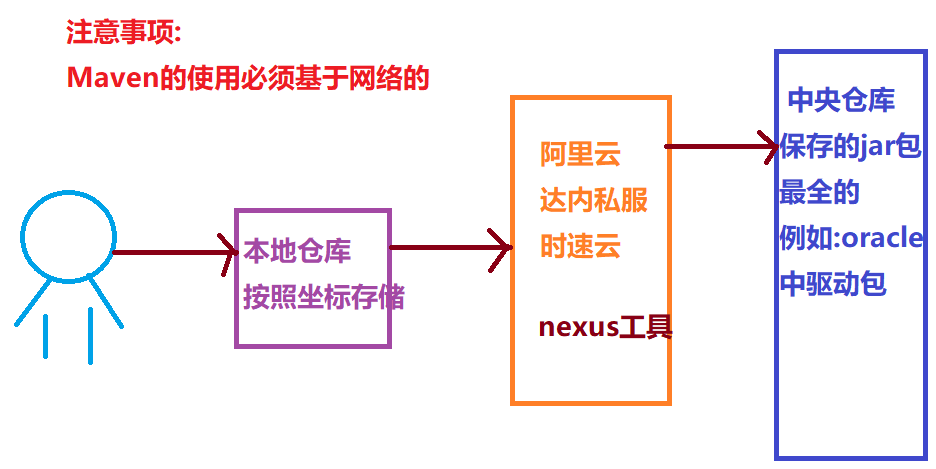 注意事项:
Maven的使用必须基于网络的
本地仓库
按照坐标存储
阿里云
达内私服
时速云
nexus工具
中央仓库
保存的jar包
最全的
例如:oracle
中驱动包